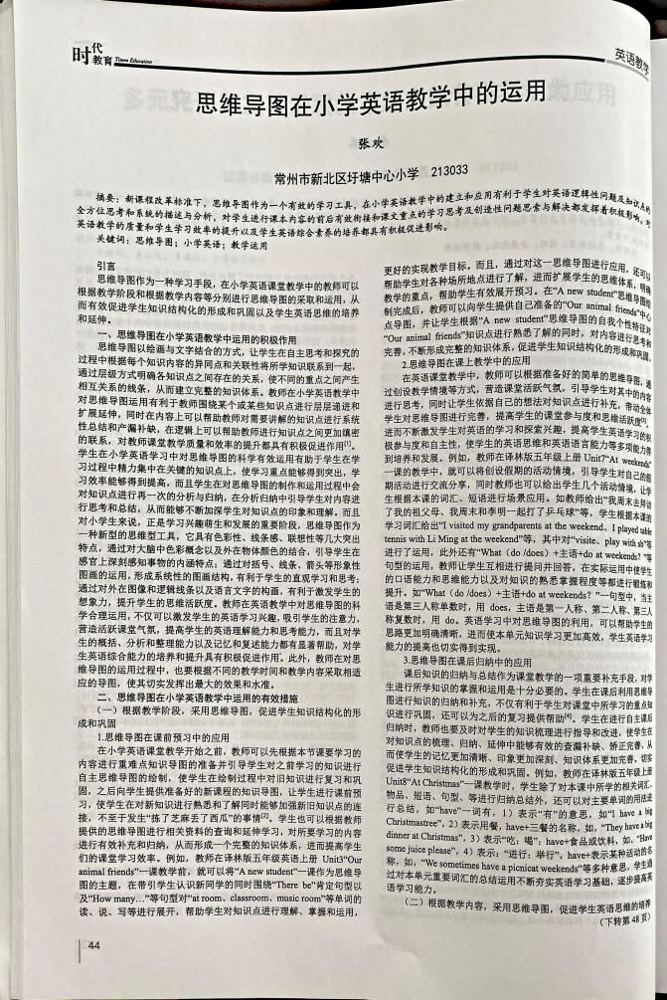 时代教育 Times Education
英语教学
思维导图在小学英语教学中的运用
张欢
常州市新北区圩塘中心小学 213033
摘要：新课程改革标准下，思维导图作为一个有效的学习工具，在小学英语教学中的建立和应用有利于学生对英语逻辑性问题及知识点的
全方位思考和系统的描述与分析，对学生进行课本内容的前后有效衔接和课文重点的学习思考及创造性问题思索与解决都发挥着积极影响。对
英语教学的质量和学生学习效率的提升以及学生英语综合素养的培养都具有积极促进影响。
关键词：思维导图；小学英语；教学运用
引言
思维导图作为一种学习手段，在小学英语课堂教学中的教师可以
根据教学阶段和根据教学内容等分别进行思维导图的采取和运用，从
而有效促进学生知识结构化的形成和巩固以及学生英语思维的培养
和延伸。
一、思维导图在小学英语教学中运用的积极作用
思维导图以绘画与文字结合的方式，让学生在自主思考和探究的
过程中根据每个知识内容的异同点和关联性将所学知识联系到一起，
通过层级方式明确各知识点之间存在的关系，使不同的重点之间产生
相互关系的线条，从而建立完整的知识体系。教师在小学英语教学中
对思维图运用有利于教师围绕某个或某些知识点进行层层递进和
扩展延伸，同时在内容上可以帮助教师对需要讲解的知识点进行系统
性总结和产漏补缺，在逻辑上可以帮助教师进行知识点之间更加缜密
的联系，对教师课堂教学质量和效率的提升都具有积极促进作用[1]。
学生在小学英语学习中对思维导图的科学有效运用有助于学生在学
习过程中精力集中在关键的知识点上，使学习重点能够得到突出，学
习效率能够得到提高，而且学生在对思维导图的制作和运用过程中会
对知识点进行再一次的分析与归纳，在分析归纳中引导学生对内容进
行思考和总结，从而能够不断加深学生对知识点的印象和理解，而且
对小学生来说，正是学习兴趣萌生和发展的重要阶段，思维导图作为
一种新型的思维型工具，它具有色彩性、线条感、联想性等几大突出
特点，通过对大脑中色彩概念以及外在物体颜色的结合，引导学生在
感官上深刻感知事物的内涵特点；通过对括号、线条、箭头等形象性
图画的运用，形成系统性的图画结构，有利于学生的直观学习和思考；
通过对外在图像和逻辑线条以及语言文字的构画，有利于激发学生的
想象力，提升学生的思维活跃度。教师在英语教学中对思维导图的科
学合理运用，不仅可以激发学生的英语学习兴趣，吸引学生的注意力，
营造活跃课堂气氛，提高学生的英语理解能力和思考能力，而且对学
生的概括、分析和整理能力以及记忆和复述能力都有显著帮助，对学
生英语综合能力的培养和提升具有积极促进作用。此外，教师在对思
维导图的运用过程中，也要根据不同的教学时间和教学内容采取相适
应的导图，使其切实发挥出最大的效果和水准。
二、思维导图在小学英语教学中运用的有效措施
（一）根据教学阶段，采用思维导图，促进学生知识结构化的形
成和巩固
1.思维导图在课前预习中的应用
在小学英语课堂教学开始之前，教师可以先根据本节课要学习的
内容进行重难点知识导图的准备并引导学生对之前学习的知识进行
自主思维导图的绘制，使学生在绘制过程中对旧知识进行复习和巩
固，之后向学生提供准备好的新课程的知识导图，让学生进行课前预
习，使学生在对新知识进行熟悉和了解同时能够加强新旧知识点的连
接，不至于发生“拣了芝麻丢了西瓜”的事情[2]。学生也可以根据教师
提供的思维导图进行相关资料的查询和延伸学习，对所要学习的内容
进行有效补充和归纳，从而形成一个完整的知识体系，进而提高学生
们的课堂学习效率。例如，教师在译林版五年级英语上册 Unit3“Our
animal friends”一课教学前，就可以将“A new student”一课作为思维导
图的主题，在带引学生认识新同学的同时围绕“There be”肯定句型以
及“How many…”等句型对“at room、classroom、music room”等单词的
读、说、写等进行展开，帮助学生对知识点进行理解、掌握和运用，
更好的实现教学目标。而且，通过对这一思维导图进行应用，还可以
帮助学生对各种场所地点进行了解，进而扩展学生的思维体系，明确
教学的重点，帮助学生有效展开预习。在“A new student”思维导图绘
制完成后，教师可以向学生提供自己准备的“Our animal friends”中心
点导图，并让学生根据“A new student”思维导图的自我个性特征对
“Our animal friends”知识点进行熟悉了解的同时，对内容进行思考和
完善，不断形成完整的知识体系，促进学生知识结构化的形成和巩固。
2.思维导图在课上教学中的应用
在英语课堂教学中，教师可以根据准备好的简单的思维导图，通
过创设教学情境等方式，营造课堂活跃气氛，引导学生对其中的内容
进行思考，同时让学生依据自己的想法对知识点进行补充，带动全体
学生对思维导图进行完善，提高学生的课堂参与度和思维活跃度[3]，
进而不断激发学生对英语的学习和探索兴趣，提高学生英语学习的积
极参与度和自主性，使学生的英语思维和英语语言能力等多项能力得
到培养和发展。例如，教师在译林版五年级上册 Unit7“At weekends”
一课的教学中，就可以将创设假期的活动情境，引导学生对自己的假
期活动进行交流分享，同时教师也可以给出学生几个活动情境，让学
生根据本课的词汇、短语进行场景应用。如教师给出“我周末去拜访
了我的祖父母、我周末和李明一起打了乒乓球”等，学生根据本课的
学习词汇给出“I visited my grandparents at the weekend、I played table
tennis with Li Ming at the weekend”等，其中对“visite、play with sb”等
进行了运用，此外还有“What（do /does）+主语+do at weekends？”等
句型的运用，教师让学生互相进行提问并回答，在实际运用中使学生
的口语能力和思维能力以及对知识的熟悉掌握程度等都进行锻炼和
提升。如“What（do /does）+主语+do at weekends？”一句型中，当主
语是第三人称单数时，用 does，主语是第一人称、第二人称、第三人
称复数时，用 do。英语学习中对思维导图的利用，可以帮助学生的
思路更加明确清晰，进而使本单元知识学习更加高效，学生英语学习
能力的提高也切实得到实现。
3.思维导图在课后归纳中的应用
课后知识的归纳与总结作为课堂教学的一项重要补充手段，对学
生进行所学知识的掌握和运用是十分必要的。学生在课后利用思维导
图进行知识的归纳和补充，不仅有利于学生对课堂中所学习的重点知
识进行巩固，还可以为之后的复习提供帮助[4]。学生在进行自主课后
归纳时，教师也要及时对学生的知识梳理进行指导和改进，使学生在
对知识点的梳理、归纳、延伸中能够有效的查漏补缺、矫正完善，从
而使学生的记忆更加清晰、印象更加深刻、知识体系更加完善，切实
促进学生知识结构化的形成和巩固。例如，教师在译林版五年级上册
Unit8“At Christmas”一课教学时，学生除了对本课中所学的相关词汇、
物品、短语、句型、等进行归纳总结外，还可以对主要单词的用法进
行总结，如“have”一词有，1）表示“有”的意思，如“I have a big
Christmastree”，2）表示用餐，have+三餐的名称，如，“They have a big
dinner at Christmas”，3）表示“吃；喝”；have+食品或饮料，如，“Have
some juice please”，4）表示；“进行；举行”，have+表示某种活动的名
称，如，“We sometimes have a picnicat weekends”等多种意思，学生通
过对本单元重要词汇的总结运用不断夯实英语学习基础，逐步提高英
语学习能力。
（二）根据教学内容，采用思维导图，促进学生英语思维的培养
（下转第 48 页）
44